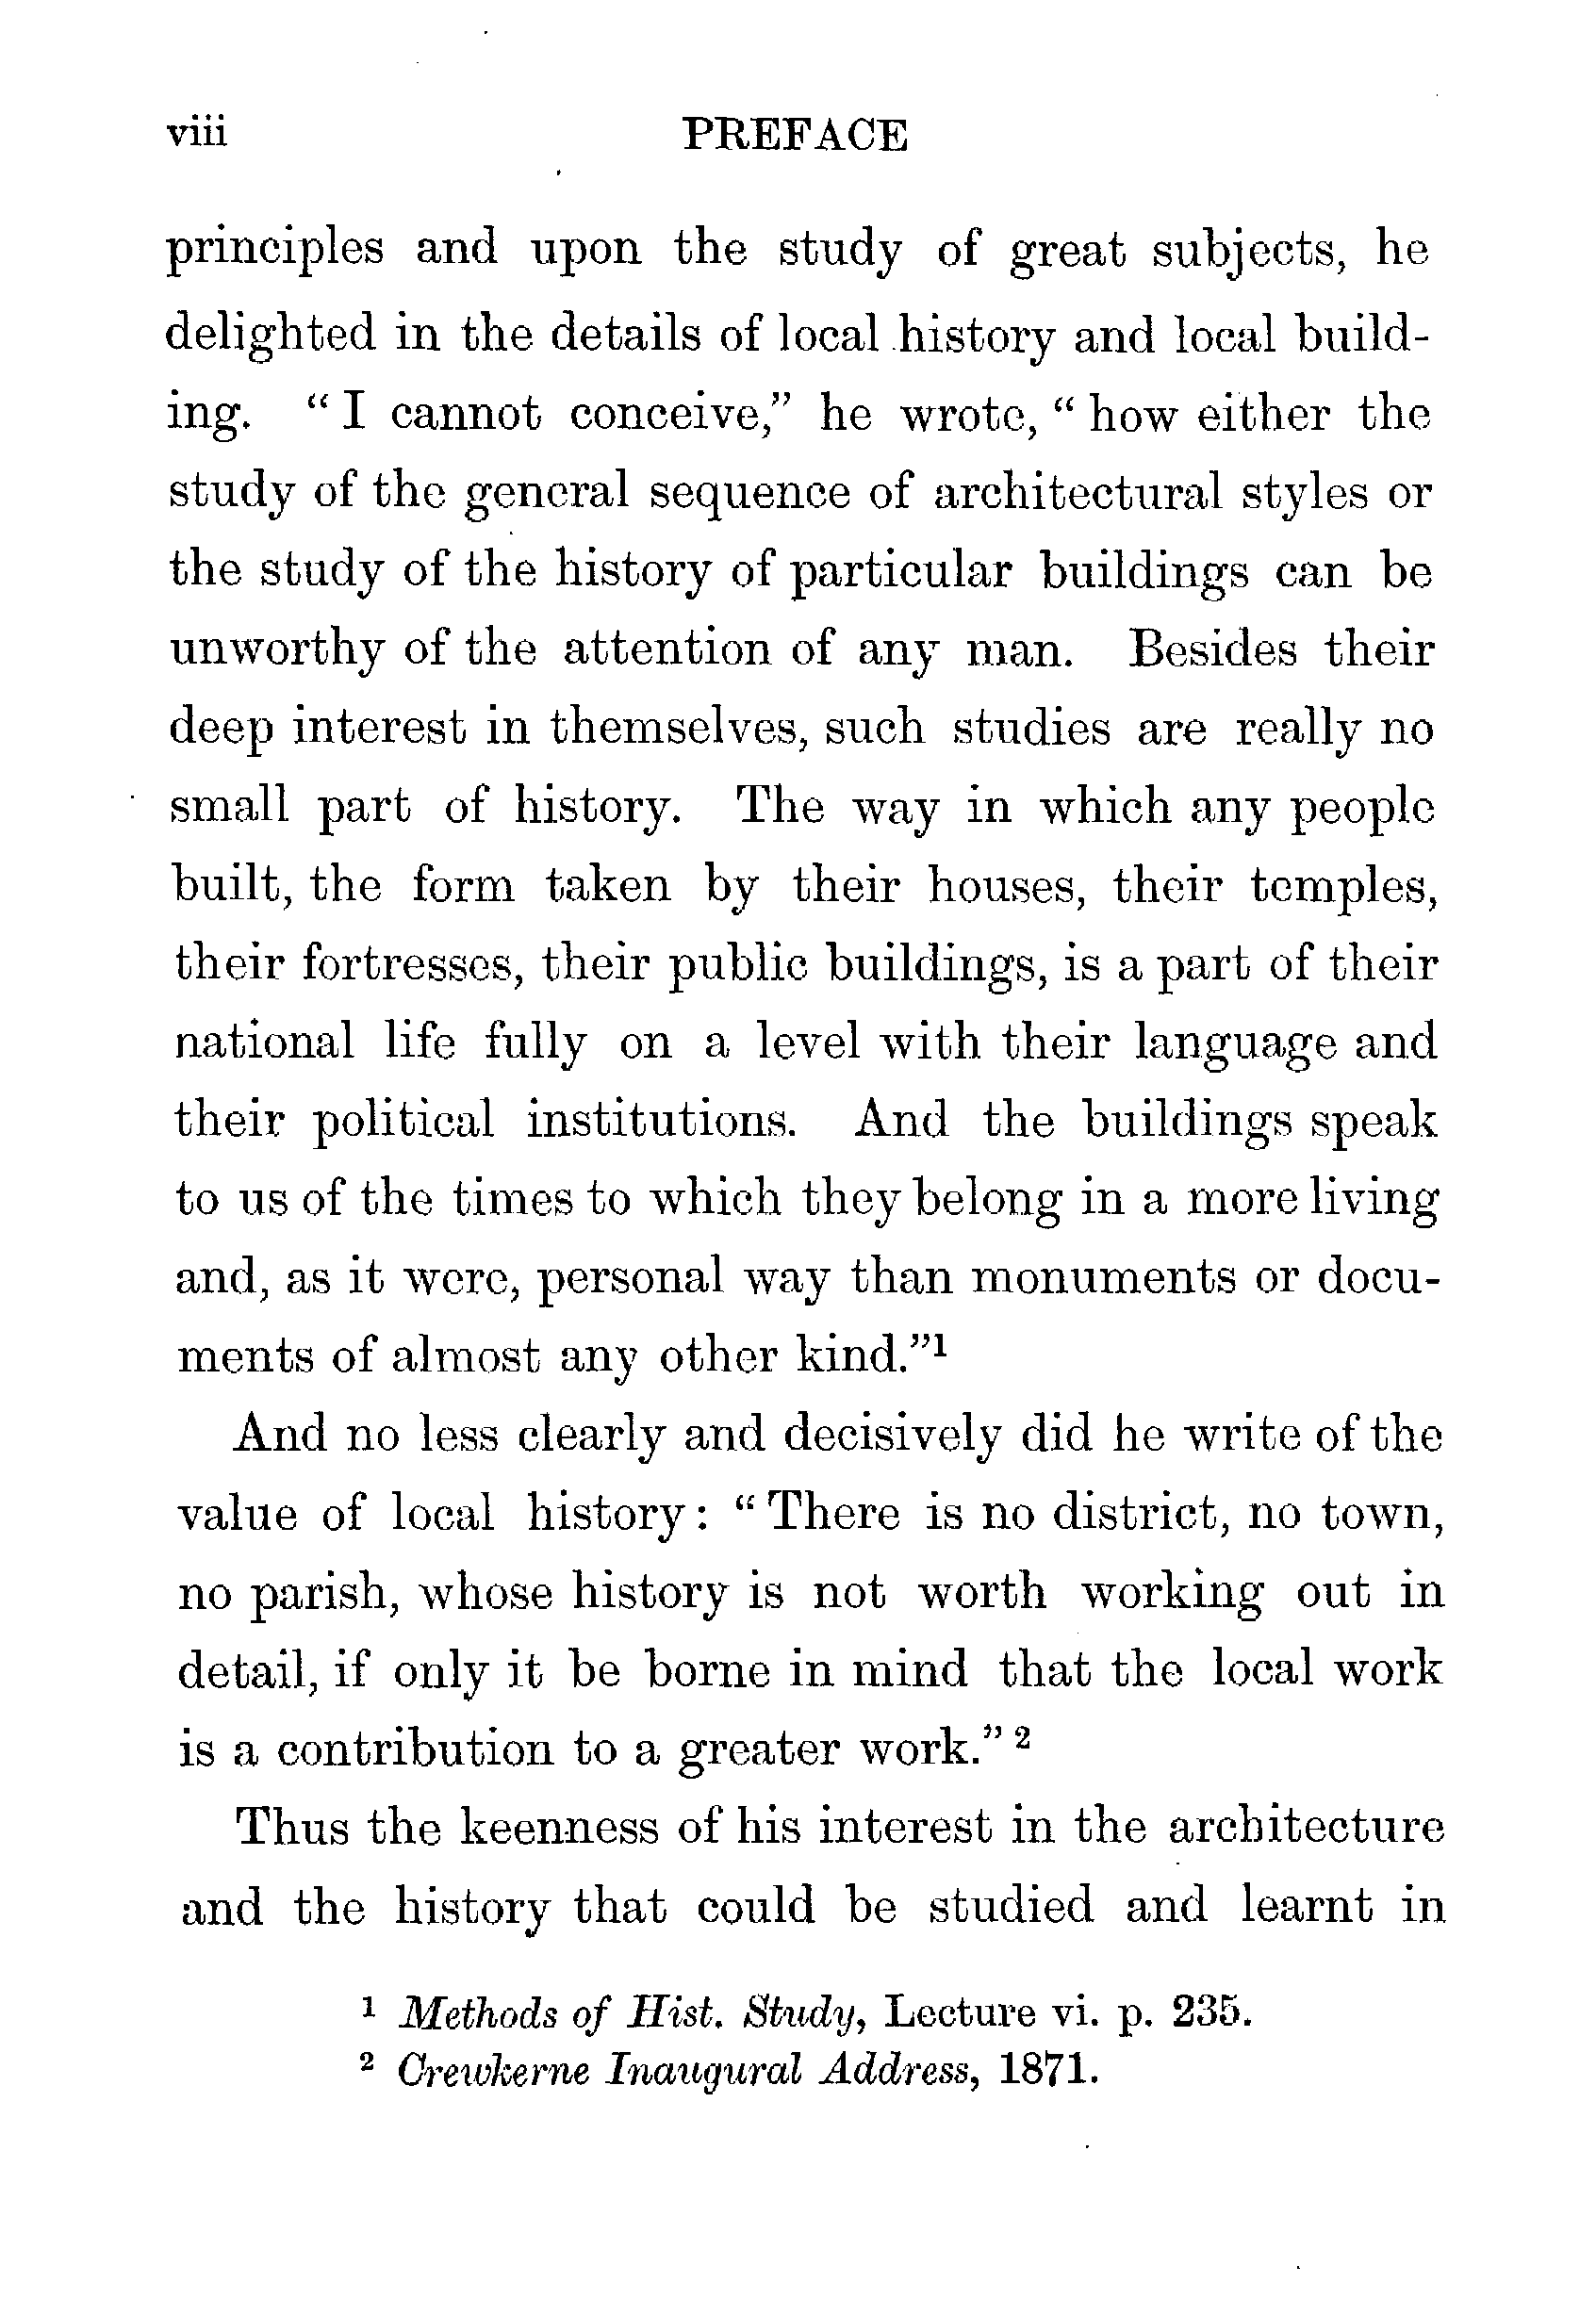 viii PREFACE
principles and upon the study of great subjects, he
delighted in the details of local history and local build-
ing. “ I cannot conceive,” he wrote, “ how either the
study of the general sequence of architectural styles or
the study of the history of particular buildings can be
unworthy of the attention of any man. Besides their
deep interest in themselves, such studies are really no
small part of history. The way in which any people
built, the form taken by their houses, their temples,
their fortresses, their public buildings, is a part of their
national life fully on a level with their language and
their political institutions. And the buildings speak
to us of the times to which they belong in a more living
and, as it were, personal way than monuments or docu-
ments of almost any other kind.”¹
And no less clearly and decisively did he write of the
value of local history : “ There is no district, no town,
no parish, whose history is not worth working out in
detail, if only it be borne in mind that the local work
is a contribution to a greater work.” ²
Thus the keenness of his interest in the architecture
and the history that could be studied and learnt in
¹ Methods of Hist. Study, Lecture vi. p. 235.
² Crewkerne Inaugural Address, 1871.